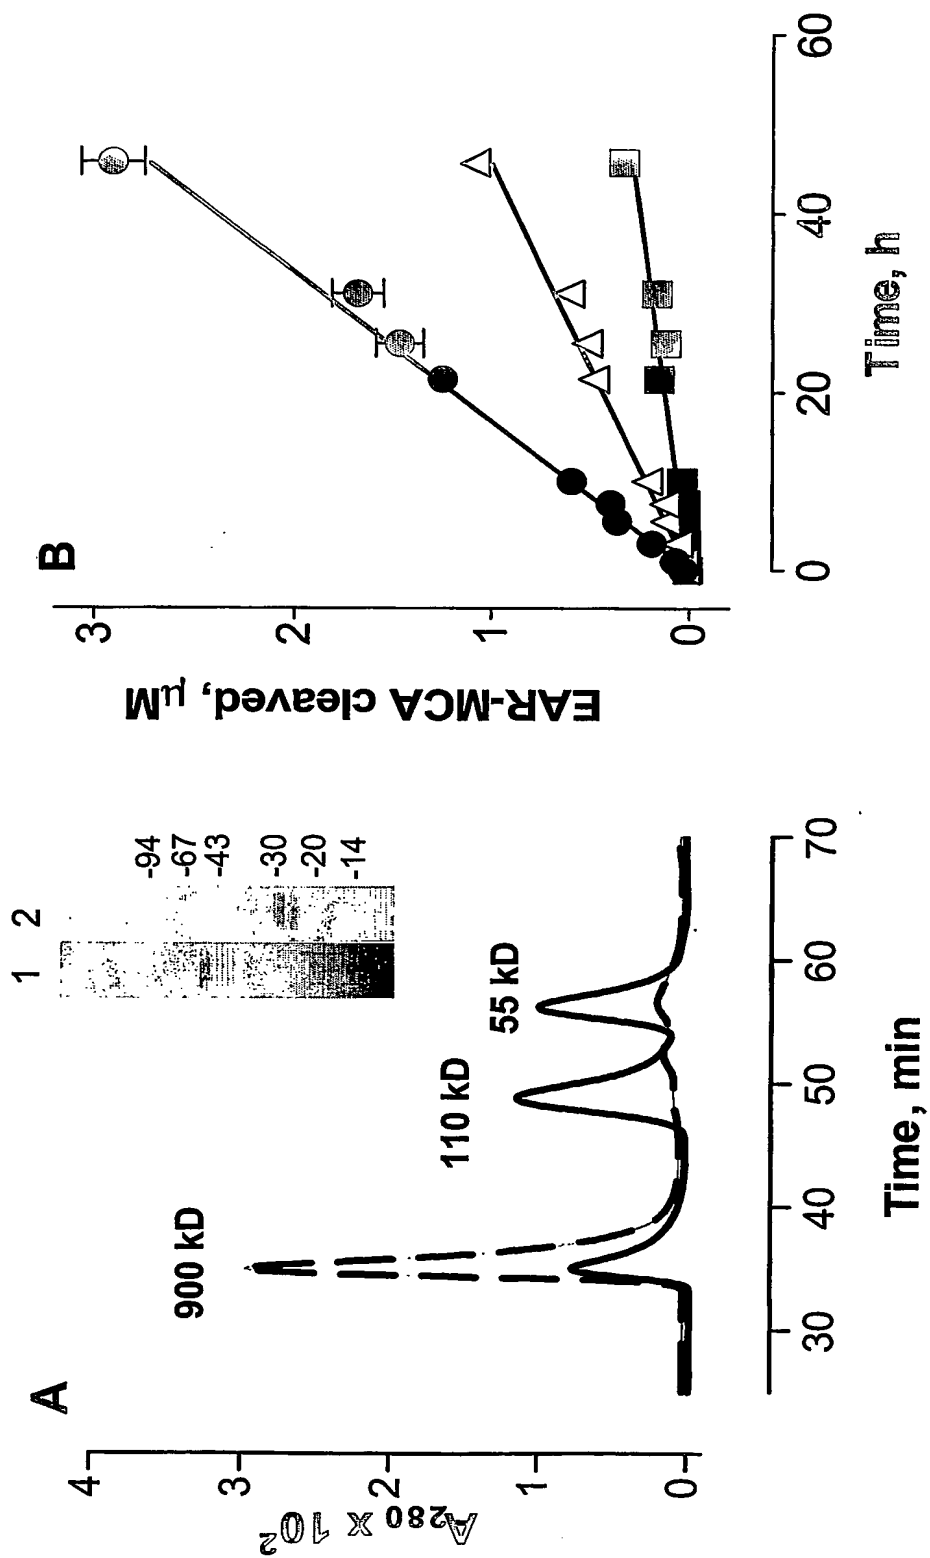 A
1 2
-94
-67
-43
-30
-20
-14
900 kD
110 kD
55 kD
4
3
2
1
0
A280 x 10²
30 40 50 60 70
Time, min
B
3
2
1
0
EAR-MCA cleaved, μM
0 20 40 60
Time, h